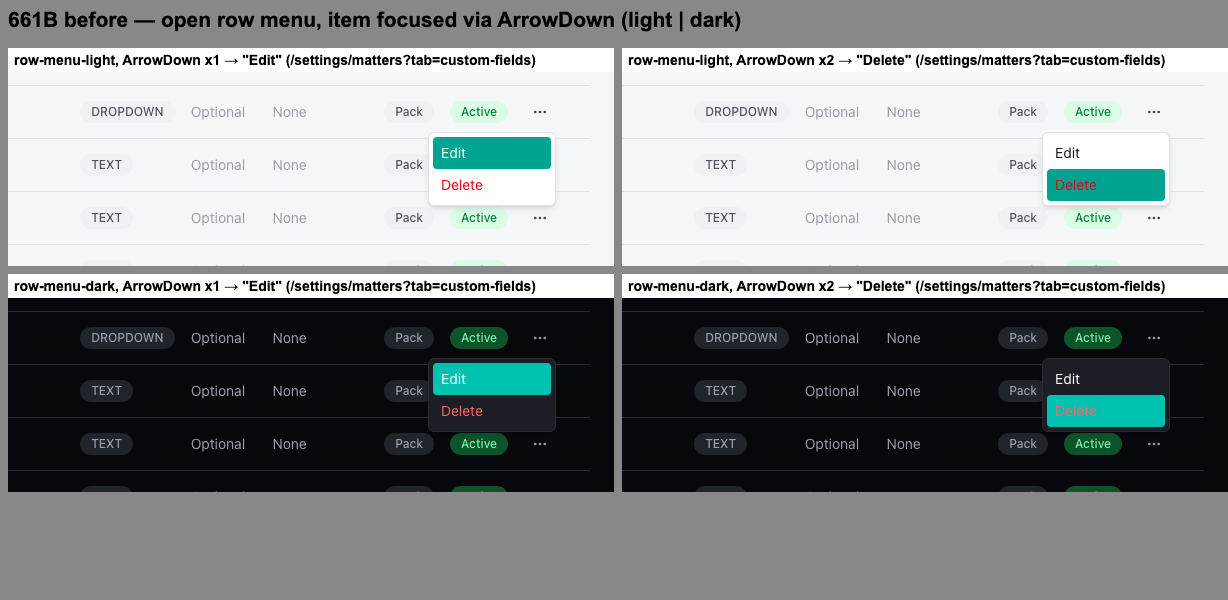 661B before — open row menu, item focused via ArrowDown (light | dark)
row-menu-light, ArrowDown x1 → "Edit" (/settings/matters?tab=custom-fields)
DROPDOWN Optional None Pack Active ···
Edit
TEXT Optional None Pack
Delete
TEXT Optional None Pack Active ···
row-menu-light, ArrowDown x2 → "Delete" (/settings/matters?tab=custom-fields)
DROPDOWN Optional None Pack Active ···
Edit
TEXT Optional None Pack
Delete
TEXT Optional None Pack Active ···
row-menu-dark, ArrowDown x1 → "Edit" (/settings/matters?tab=custom-fields)
DROPDOWN Optional None Pack Active ···
Edit
TEXT Optional None Pack
Delete
TEXT Optional None Pack Active ···
row-menu-dark, ArrowDown x2 → "Delete" (/settings/matters?tab=custom-fields)
DROPDOWN Optional None Pack Active ···
Edit
TEXT Optional None Pack
Delete
TEXT Optional None Pack Active ···